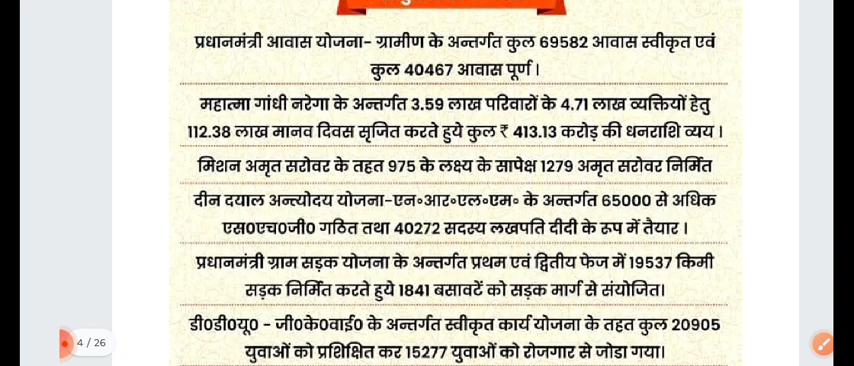 प्रधानमंत्री आवास योजना- ग्रामीण के अन्तर्गत कुल 69582 आवास स्वीकृत एवं
कुल 40467 आवास पूर्ण।
महात्मा गांधी नरेगा के अन्तर्गत 3.59 लाख परिवारों के 4.71 लाख व्यक्तियों हेतु
112.38 लाख मानव दिवस सृजित करते हुये कुल ₹ 413.13 करोड़ की धनराशि व्यय।
मिशन अमृत सरोवर के तहत 975 के लक्ष्य के सापेक्ष 1279 अमृत सरोवर निर्मित
दीन दयाल अन्त्योदय योजना-एन॰आर॰एल॰एम॰ के अन्तर्गत 65000 से अधिक
एस0एच0जी0 गठित तथा 40272 सदस्य लखपति दीदी के रूप में तैयार।
प्रधानमंत्री ग्राम सड़क योजना के अन्तर्गत प्रथम एवं द्वितीय फेज में 19537 किमी
सड़क निर्मित करते हुये 1841 बसावटें को सड़क मार्ग से संयोजित।
डी0डी0यू0 - जी0के0वाई0 के अन्तर्गत स्वीकृत कार्य योजना के तहत कुल 20905
युवाओं को प्रशिक्षित कर 15277 युवाओं को रोजगार से जोडा गया।
4 / 26